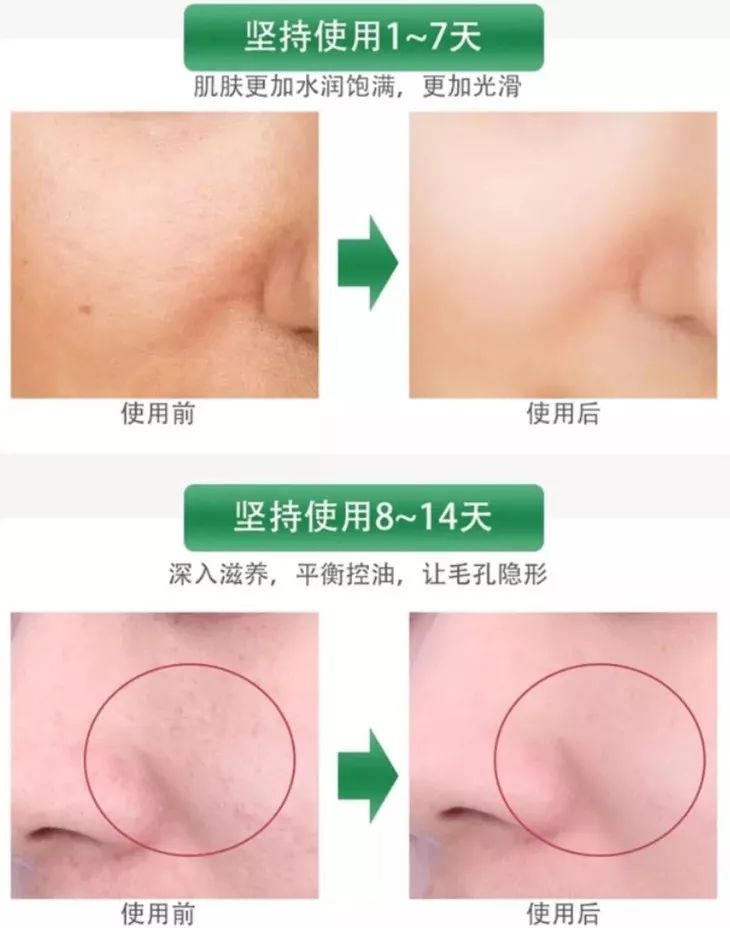 坚持使用1~7天
肌肤更加水润饱满，更加光滑
使用前
使用后
坚持使用8~14天
深入滋养，平衡控油，让毛孔隐形
使用前
使用后